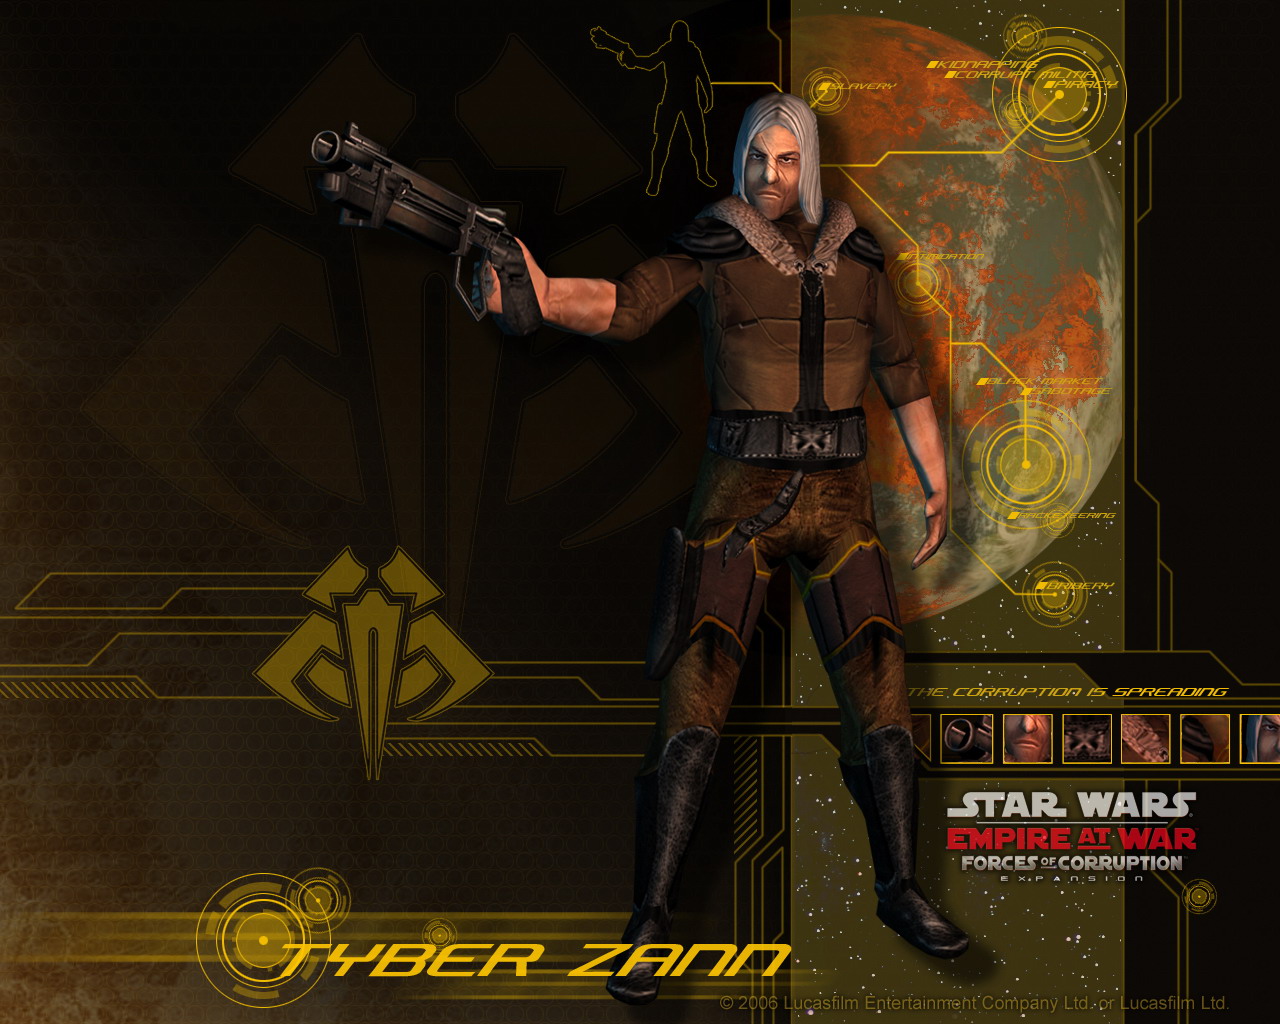 KIDNAPPING
CORRUPT MILITIA
PIRACY
SLAVERY
INTIMIDATION
BLACK MARKET
SABOTAGE
RACKETEERING
BRIBERY
THE CORRUPTION IS SPREADING
STAR WARS
EMPIRE AT WAR
FORCES OF CORRUPTION
EXPANSION
TYBER ZANN
© 2006 Lucasfilm Entertainment Company Ltd. or Lucasfilm Ltd.